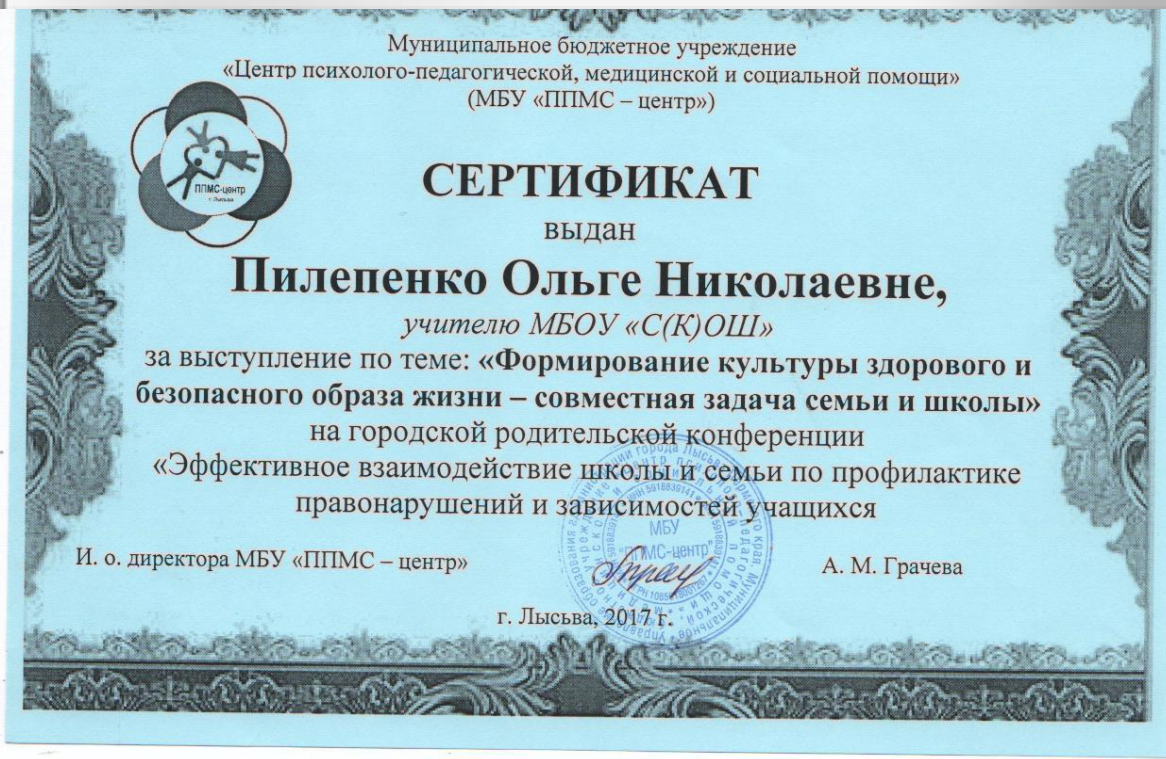 Муниципальное бюджетное учреждение
«Центр психолого-педагогической, медицинской и социальной помощи»
(МБУ «ППМС – центр»)
ППМС-центр
г. Лысьва
СЕРТИФИКАТ
выдан
Пилепенко Ольге Николаевне,
учителю МБОУ «С(К)ОШ»
за выступление по теме: «Формирование культуры здорового и
безопасного образа жизни – совместная задача семьи и школы»
на городской родительской конференции
«Эффективное взаимодействие школы и семьи по профилактике
правонарушений и зависимостей учащихся
МБУ
"ППМС-центр"
И. о. директора МБУ «ППМС – центр»
А. М. Грачева
г. Лысьва, 2017 г.